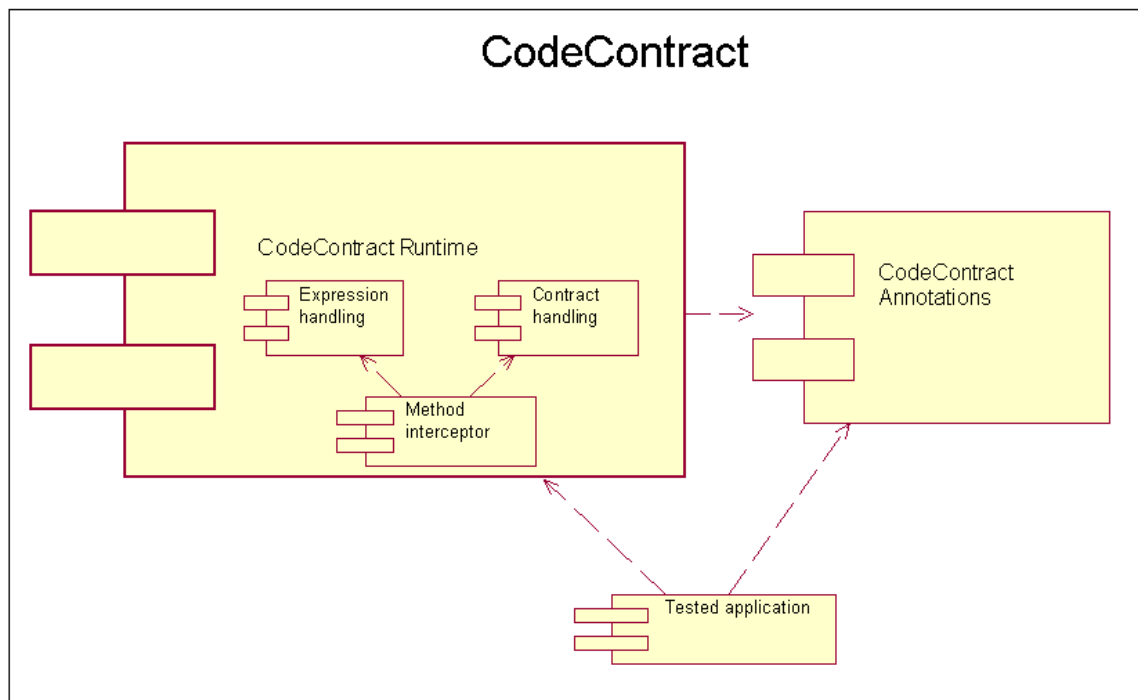 CodeContract
CodeContract Runtime
Expression
handling
Contract
handling
Method
interceptor
CodeContract
Annotations
Tested application